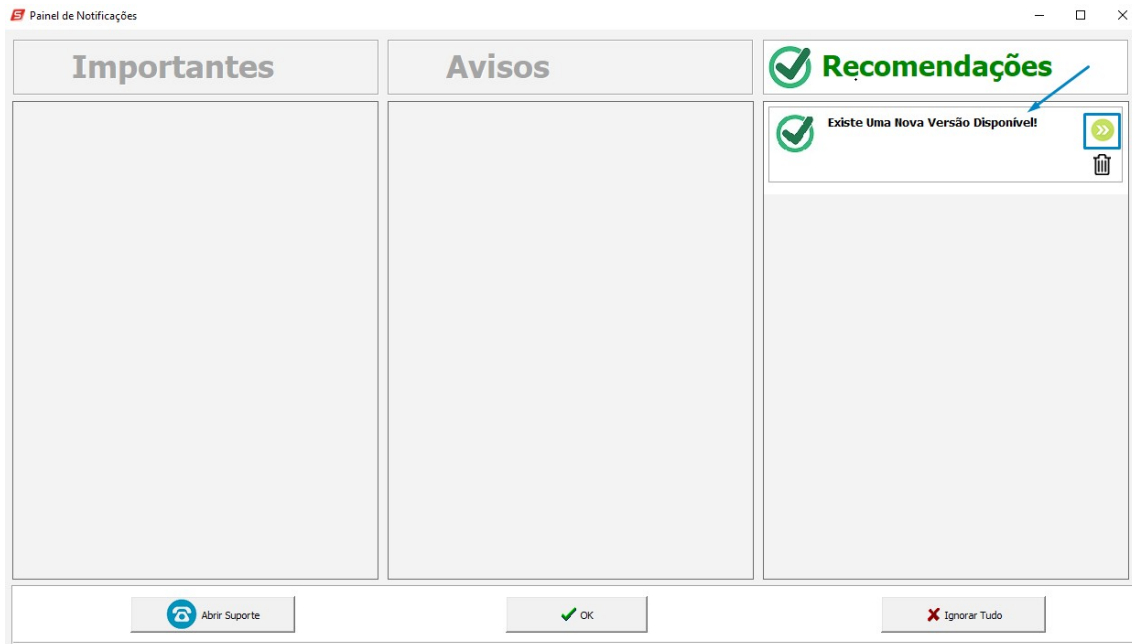 Painel de Notificações
Importantes
Avisos
Recomendações
Existe Uma Nova Versão Disponível!
Abrir Suporte
OK
Ignorar Tudo